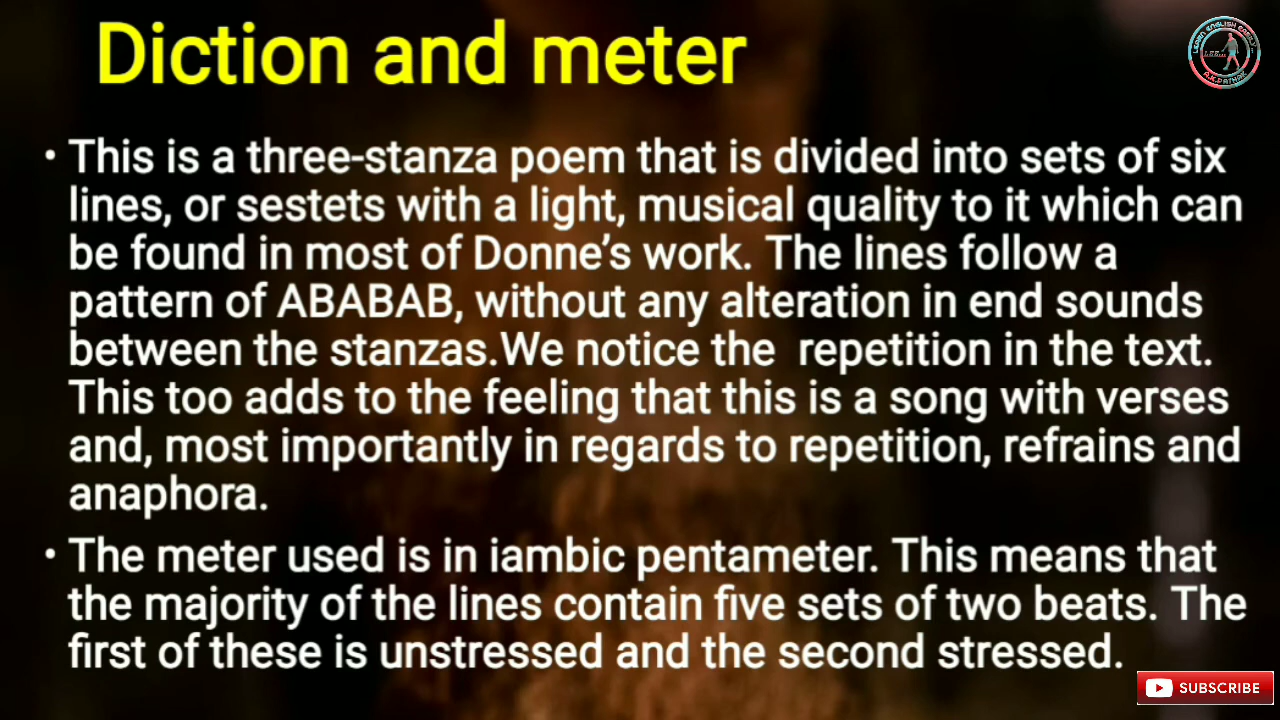 Diction and meter
LEARN ENGLISH EASILY
LEE...
A.K.PATHAK
• This is a three-stanza poem that is divided into sets of six
lines, or sestets with a light, musical quality to it which can
be found in most of Donne’s work. The lines follow a
pattern of ABABAB, without any alteration in end sounds
between the stanzas.We notice the  repetition in the text.
This too adds to the feeling that this is a song with verses
and, most importantly in regards to repetition, refrains and
anaphora.
• The meter used is in iambic pentameter. This means that
the majority of the lines contain five sets of two beats. The
first of these is unstressed and the second stressed.
SUBSCRIBE